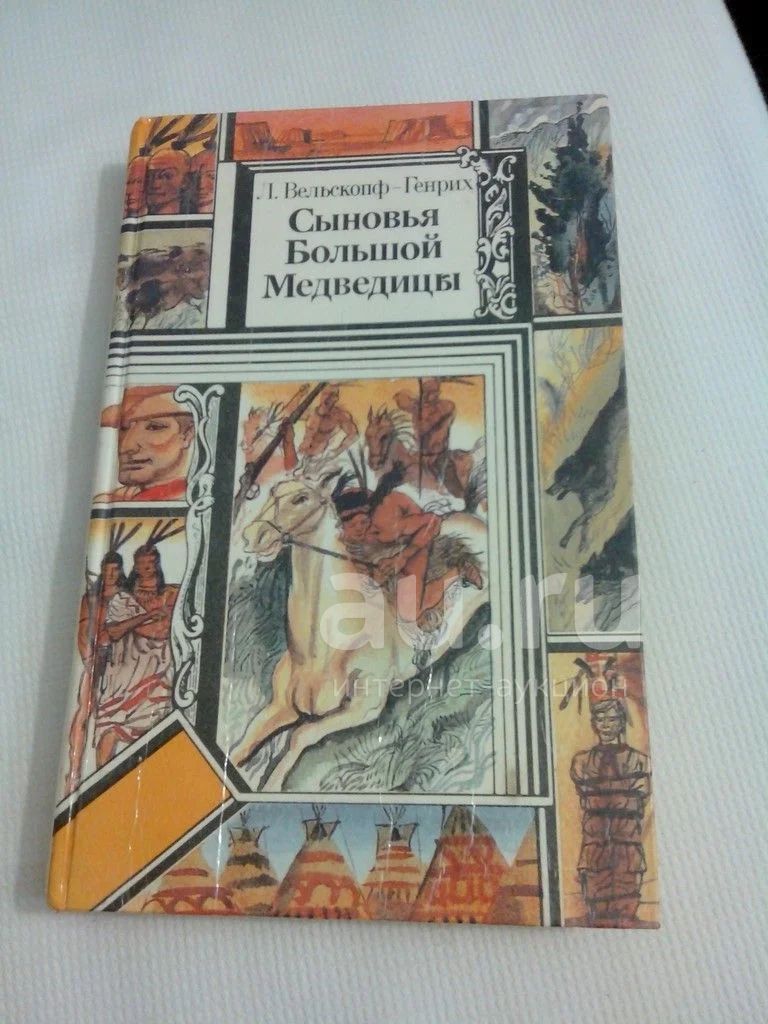 Л. Вельскопф-Генрих
Сыновья
Большой
Медведицы
au.ru
интернет-аукцион